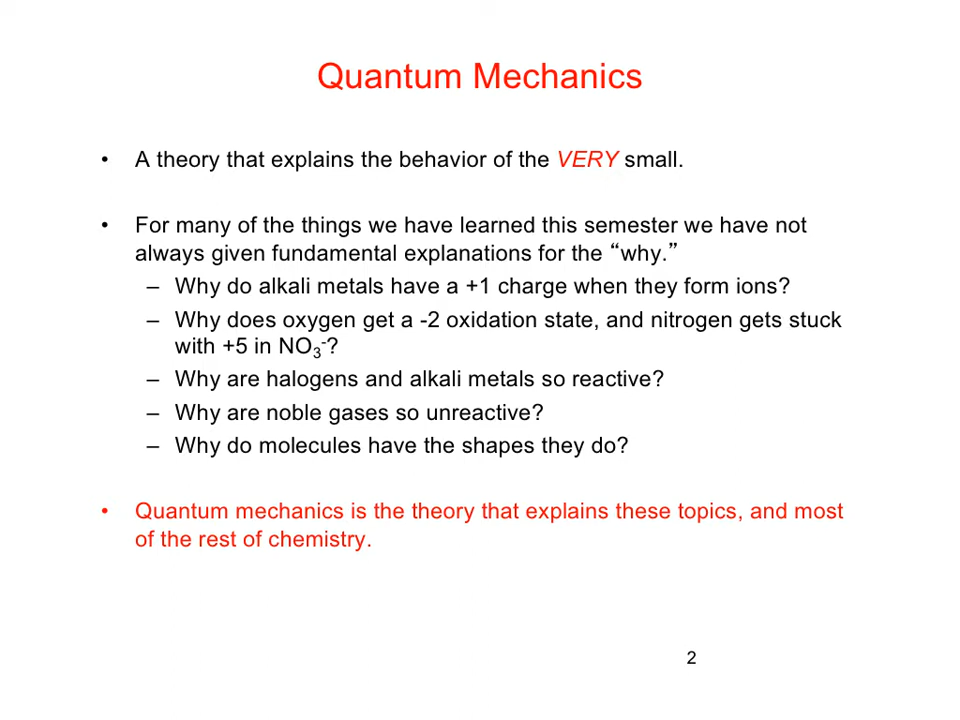 Quantum Mechanics
• A theory that explains the behavior of the VERY small.
• For many of the things we have learned this semester we have not
always given fundamental explanations for the “why.”
– Why do alkali metals have a +1 charge when they form ions?
– Why does oxygen get a -2 oxidation state, and nitrogen gets stuck
with +5 in NO₃⁻?
– Why are halogens and alkali metals so reactive?
– Why are noble gases so unreactive?
– Why do molecules have the shapes they do?
• Quantum mechanics is the theory that explains these topics, and most
of the rest of chemistry.
2